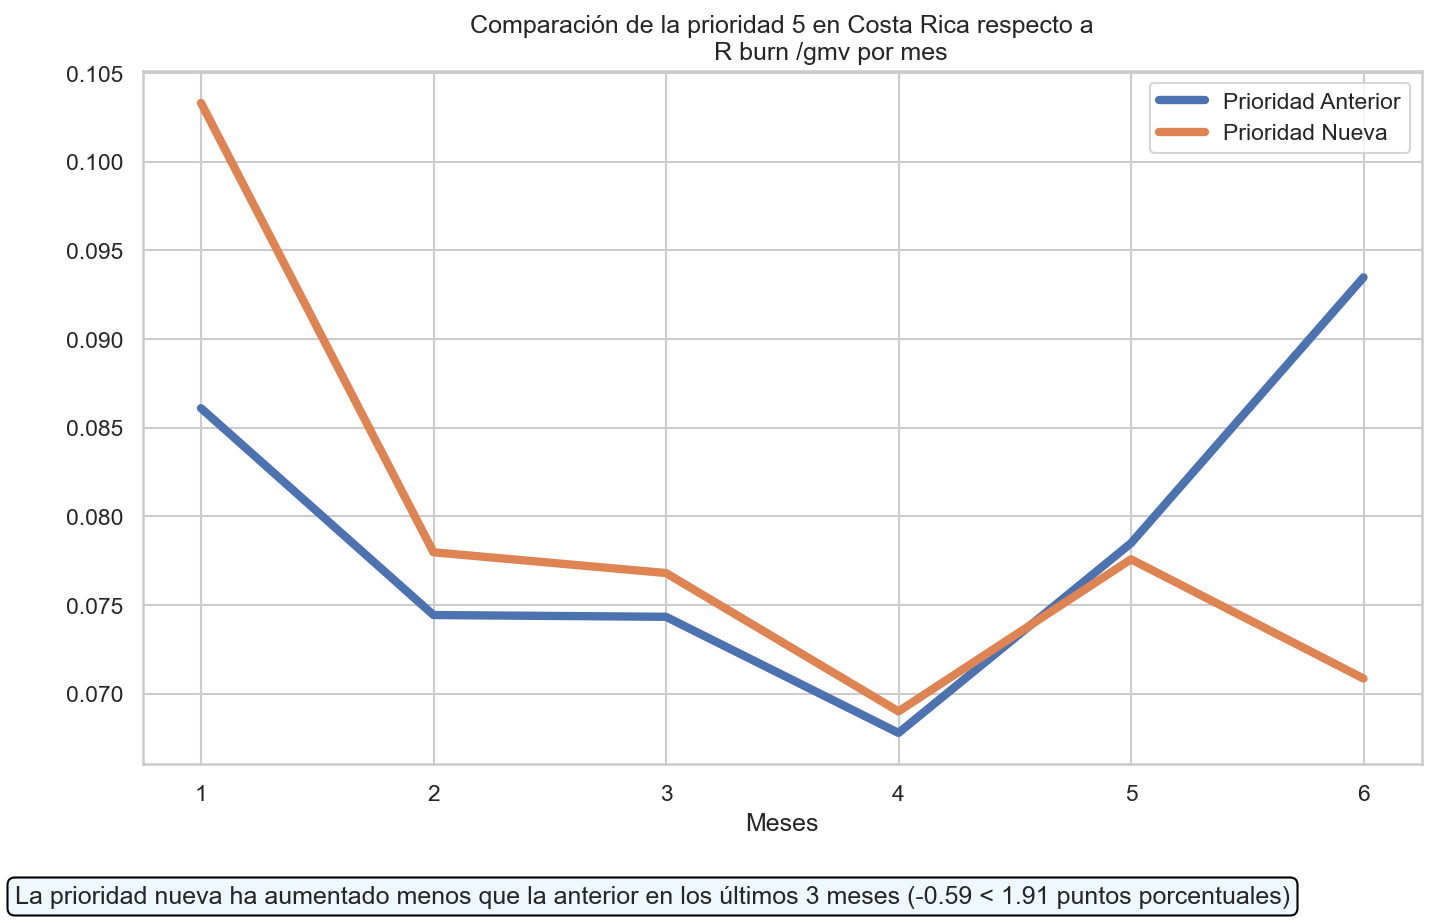 Comparación de la prioridad 5 en Costa Rica respecto a
R burn /gmv por mes
0.105
0.100
0.095
0.090
0.085
0.080
0.075
0.070
Prioridad Anterior
Prioridad Nueva
1 2 3 4 5 6
Meses
La prioridad nueva ha aumentado menos que la anterior en los últimos 3 meses (-0.59 < 1.91 puntos porcentuales)